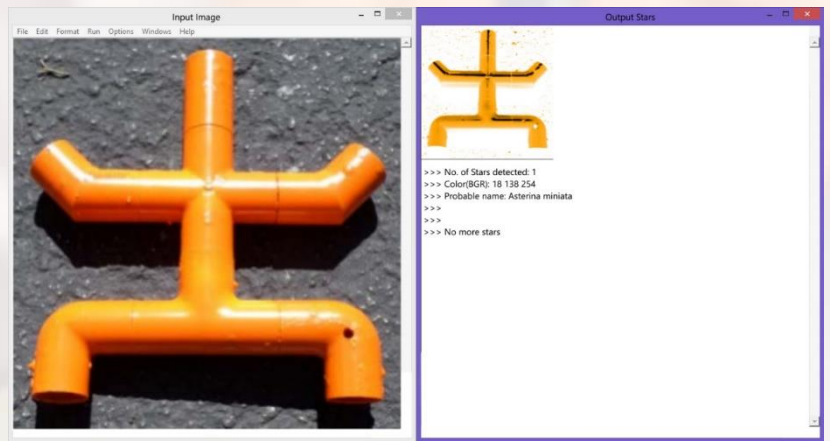 Input Image
File Edit Format Run Options Windows Help
Output Stars
>>> No. of Stars detected: 1
>>> Color(BGR): 18 138 254
>>> Probable name: Asterina miniata
>>>
>>>
>>> No more stars